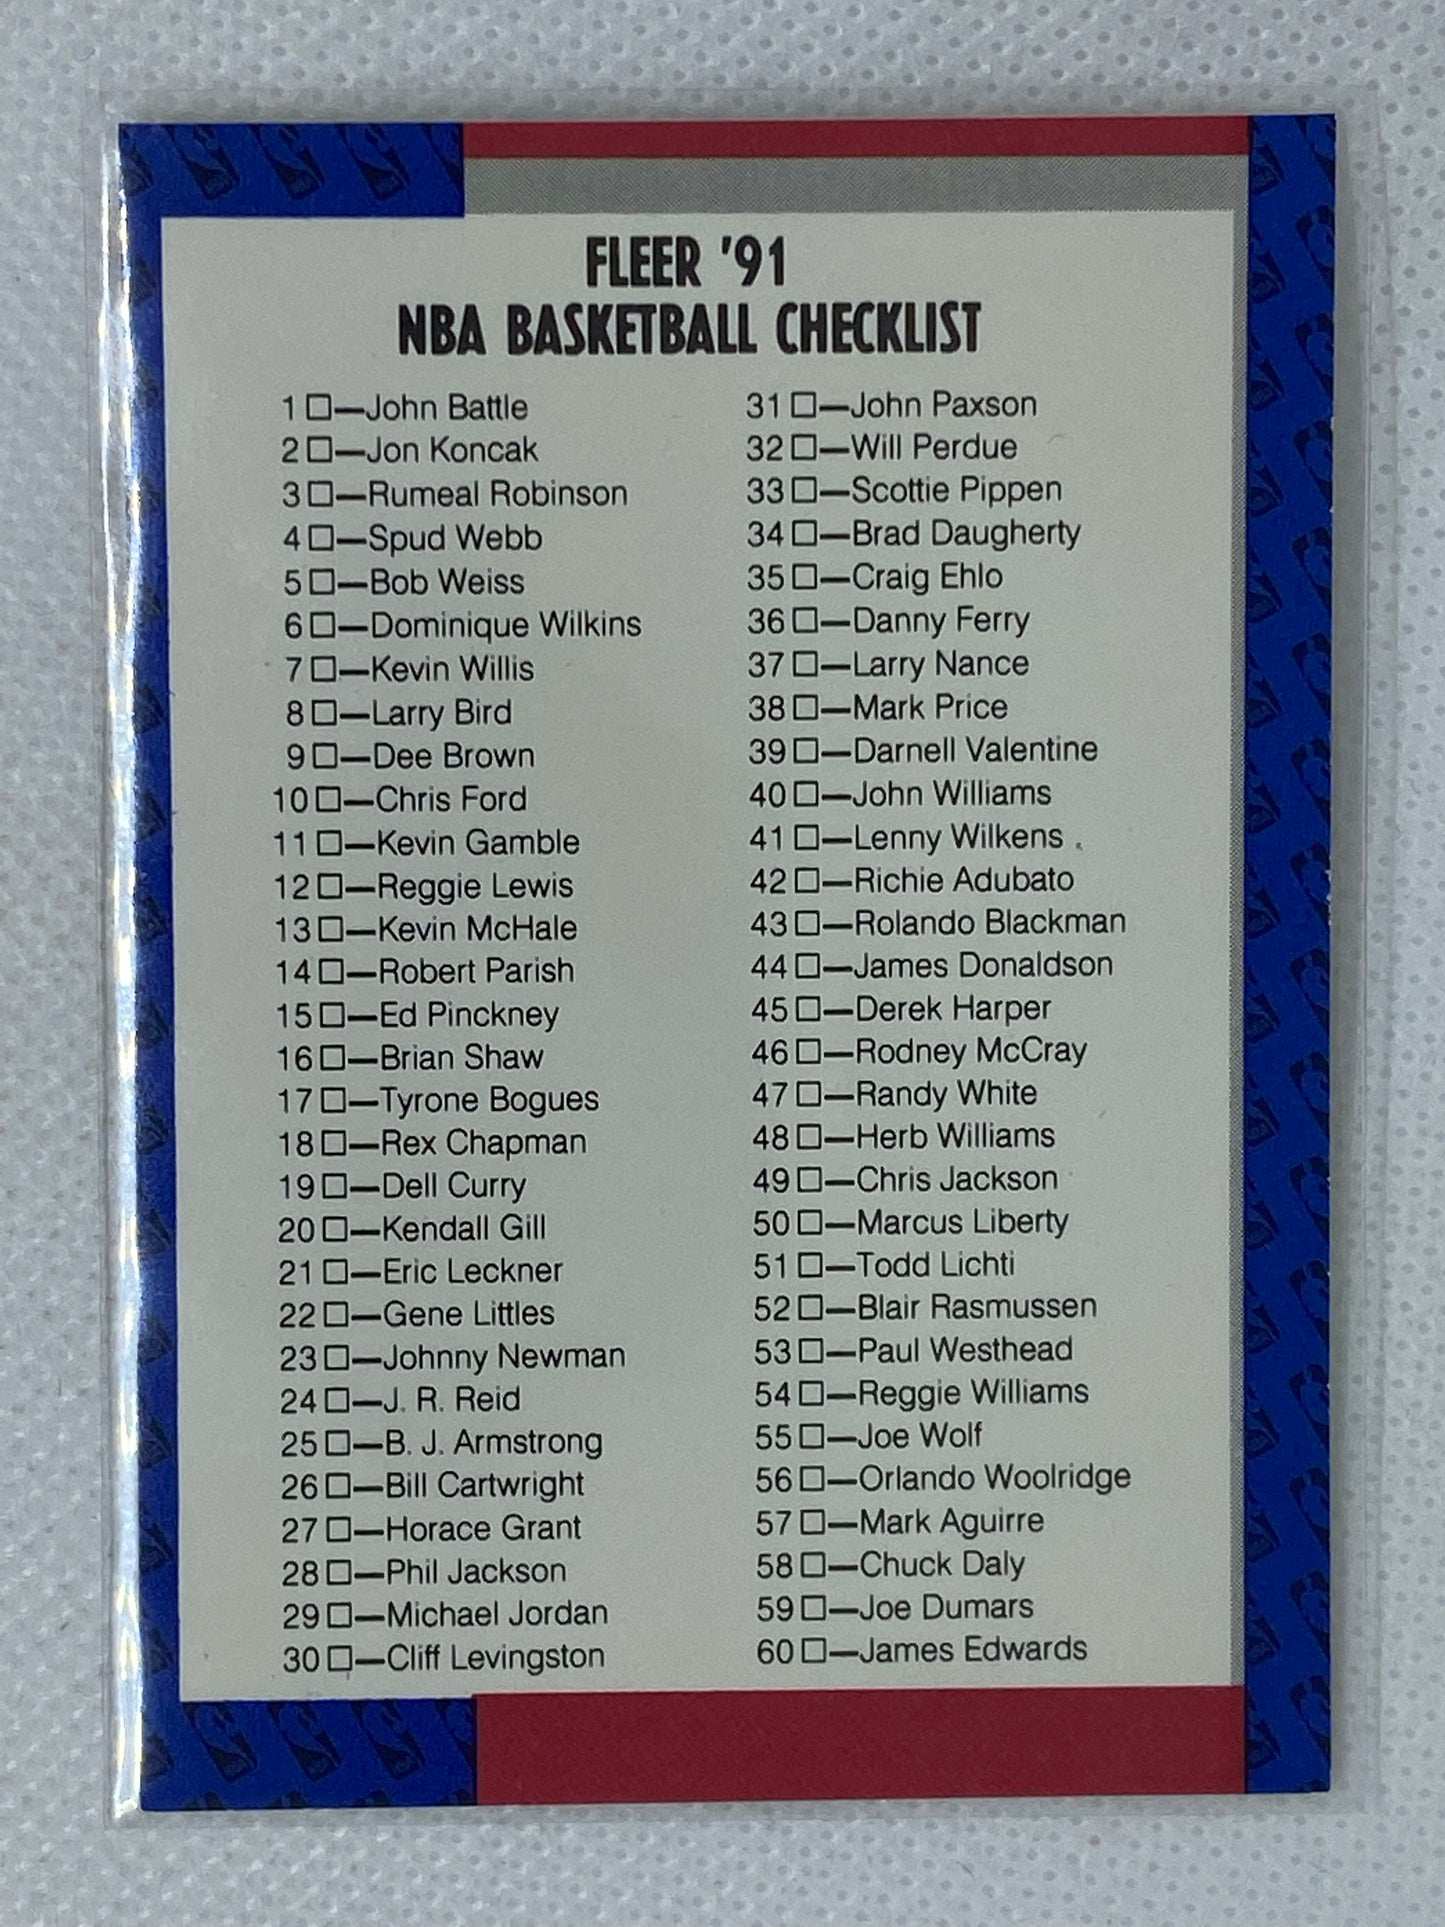 FLEER '91
NBA BASKETBALL CHECKLIST
1 □—John Battle
2 □—Jon Koncak
3 □—Rumeal Robinson
4 □—Spud Webb
5 □—Bob Weiss
6 □—Dominique Wilkins
7 □—Kevin Willis
8 □—Larry Bird
9 □—Dee Brown
10 □—Chris Ford
11 □—Kevin Gamble
12 □—Reggie Lewis
13 □—Kevin McHale
14 □—Robert Parish
15 □—Ed Pinckney
16 □—Brian Shaw
17 □—Tyrone Bogues
18 □—Rex Chapman
19 □—Dell Curry
20 □—Kendall Gill
21 □—Eric Leckner
22 □—Gene Littles
23 □—Johnny Newman
24 □—J. R. Reid
25 □—B. J. Armstrong
26 □—Bill Cartwright
27 □—Horace Grant
28 □—Phil Jackson
29 □—Michael Jordan
30 □—Cliff Levingston
31 □—John Paxson
32 □—Will Perdue
33 □—Scottie Pippen
34 □—Brad Daugherty
35 □—Craig Ehlo
36 □—Danny Ferry
37 □—Larry Nance
38 □—Mark Price
39 □—Darnell Valentine
40 □—John Williams
41 □—Lenny Wilkens
42 □—Richie Adubato
43 □—Rolando Blackman
44 □—James Donaldson
45 □—Derek Harper
46 □—Rodney McCray
47 □—Randy White
48 □—Herb Williams
49 □—Chris Jackson
50 □—Marcus Liberty
51 □—Todd Lichti
52 □—Blair Rasmussen
53 □—Paul Westhead
54 □—Reggie Williams
55 □—Joe Wolf
56 □—Orlando Woolridge
57 □—Mark Aguirre
58 □—Chuck Daly
59 □—Joe Dumars
60 □—James Edwards